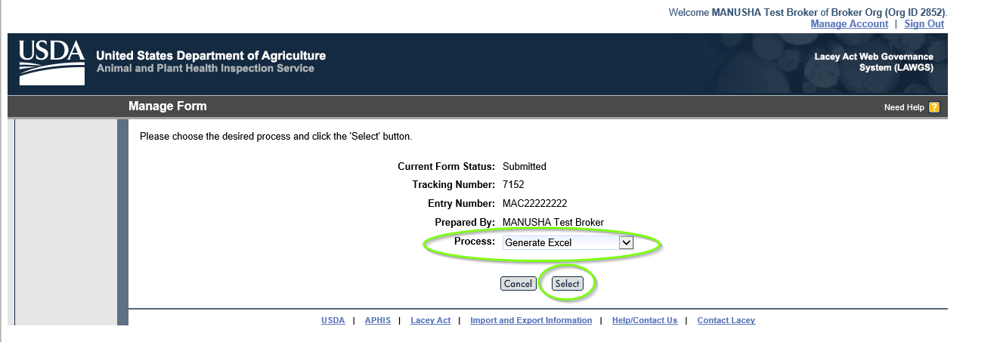 Welcome MANUSHA Test Broker of Broker Org (Org ID 2852).
Manage Account | Sign Out
USDA
United States Department of Agriculture
Animal and Plant Health Inspection Service
Lacey Act Web Governance
System (LAWGS)
Manage Form
Need Help ?
Please choose the desired process and click the 'Select' button.
Current Form Status: Submitted
Tracking Number: 7152
Entry Number: MAC22222222
Prepared By: MANUSHA Test Broker
Process: Generate Excel
Cancel Select
USDA | APHIS | Lacey Act | Import and Export Information | Help/Contact Us | Contact Lacey